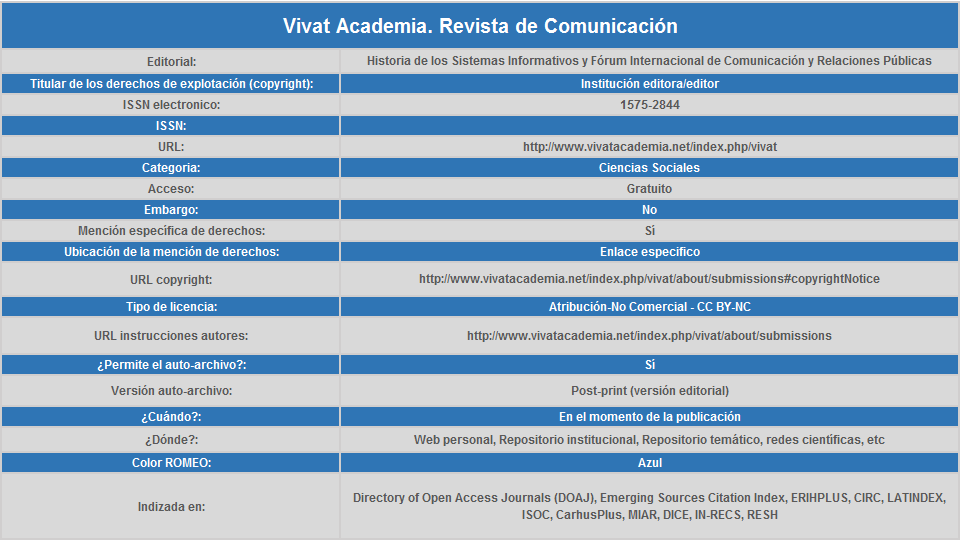 Vivat Academia. Revista de Comunicación
Editorial: Historia de los Sistemas Informativos y Fórum Internacional de Comunicación y Relaciones Públicas
Titular de los derechos de explotación (copyright): Institución editora/editor
ISSN electronico: 1575-2844
ISSN:
URL: http://www.vivatacademia.net/index.php/vivat
Categoria: Ciencias Sociales
Acceso: Gratuito
Embargo: No
Mención específica de derechos: Sí
Ubicación de la mención de derechos: Enlace especifico
URL copyright: http://www.vivatacademia.net/index.php/vivat/about/submissions#copyrightNotice
Tipo de licencia: Atribución-No Comercial - CC BY-NC
URL instrucciones autores: http://www.vivatacademia.net/index.php/vivat/about/submissions
¿Permite el auto-archivo?: Sí
Versión auto-archivo: Post-print (versión editorial)
¿Cuándo?: En el momento de la publicación
¿Dónde?: Web personal, Repositorio institucional, Repositorio temático, redes científicas, etc
Color ROMEO: Azul
Indizada en: Directory of Open Access Journals (DOAJ), Emerging Sources Citation Index, ERIHPLUS, CIRC, LATINDEX,
ISOC, CarhusPlus, MIAR, DICE, IN-RECS, RESH